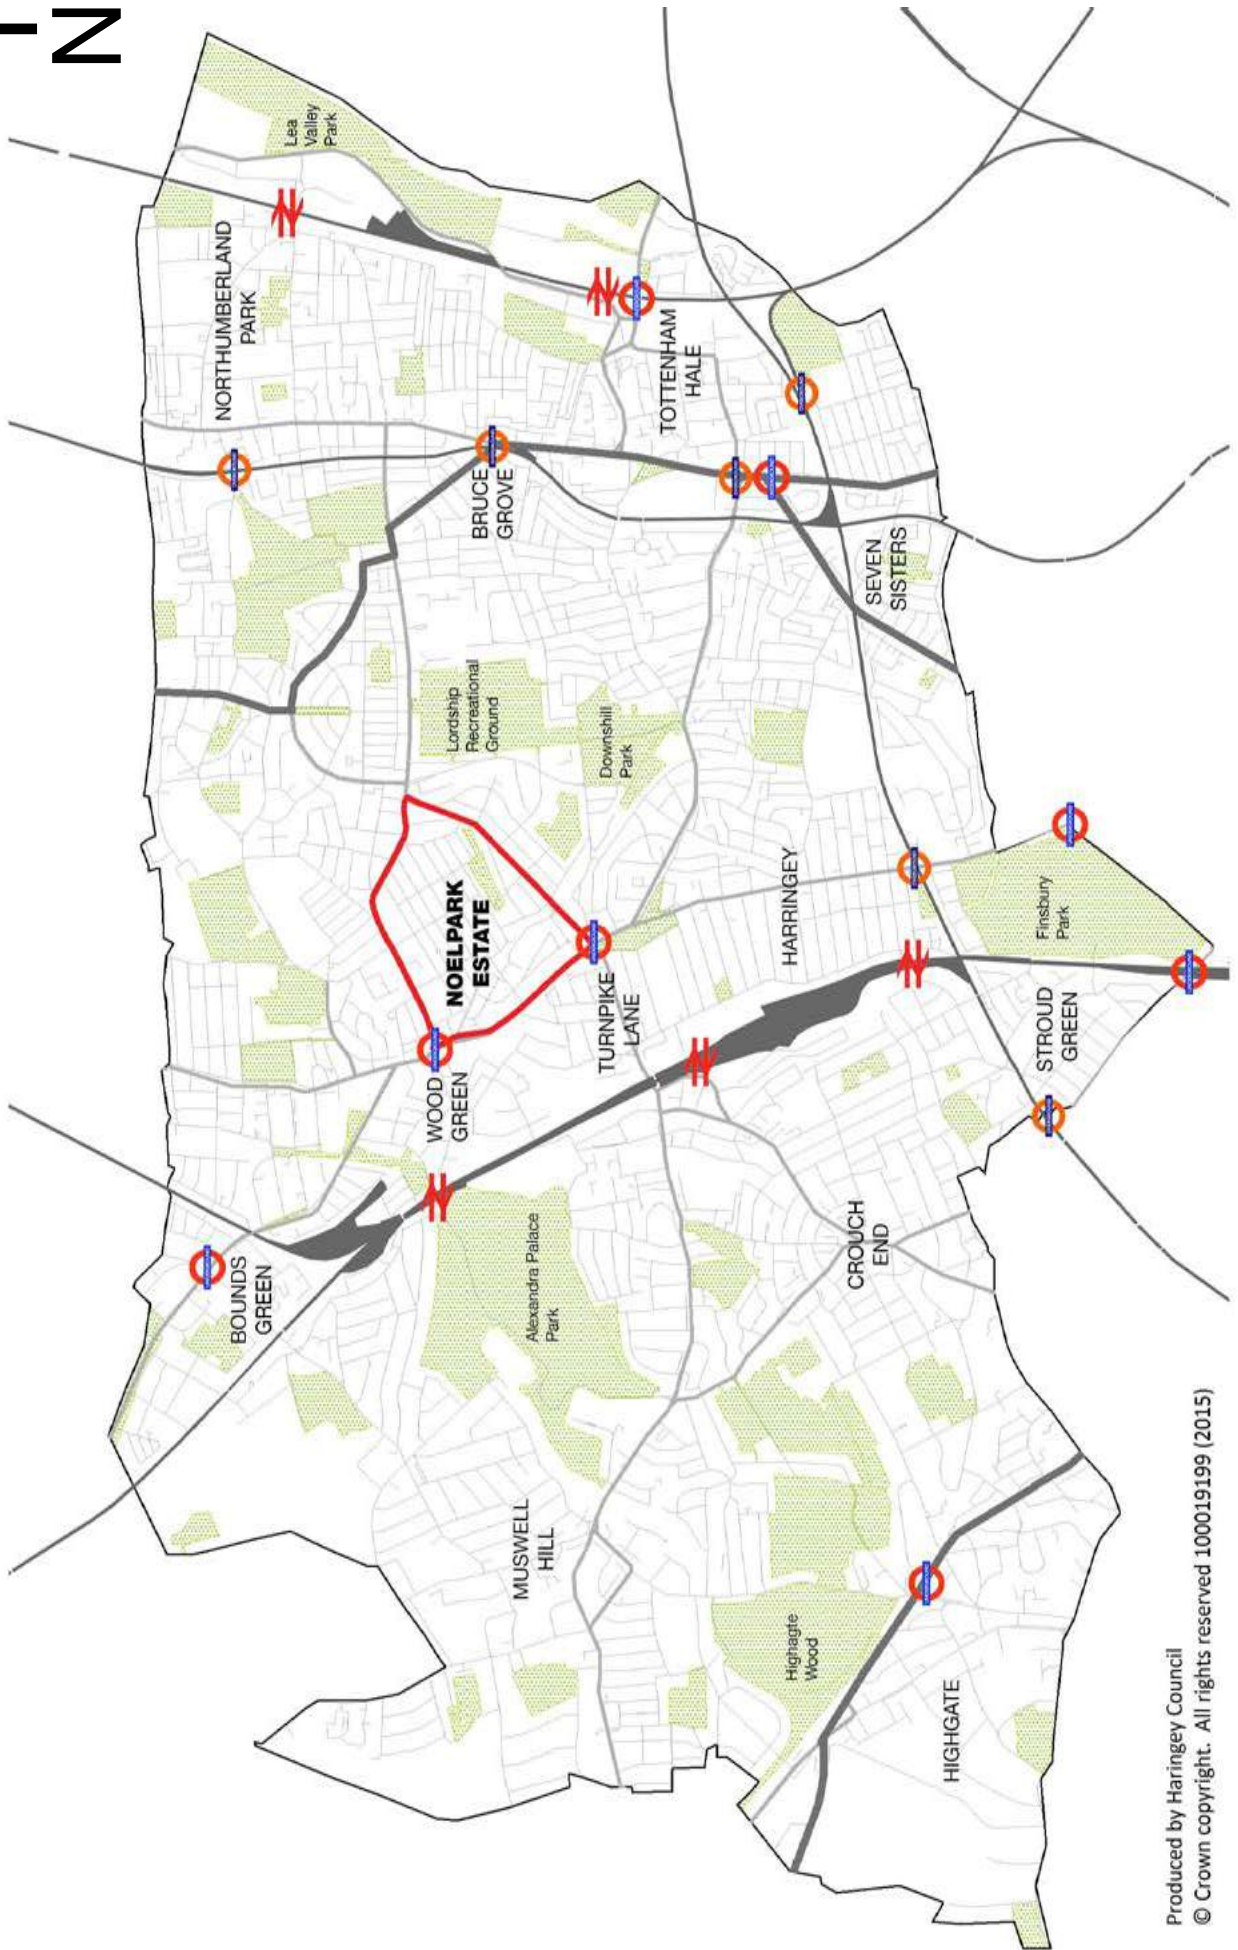 N
BOUNDS
GREEN
NORTHUMBERLAND
PARK
Lea
Valley
Park
WOOD
GREEN
NOELPARK
ESTATE
Lordship
Recreational
Ground
BRUCE
GROVE
MUSWELL
HILL
Alexandra Palace
Park
TURNPIKE
LANE
Downshill
Park
TOTTENHAM
HALE
Highagte
Wood
HARRINGEY
CROUCH
END
SEVEN
SISTERS
HIGHGATE
STROUD
GREEN
Finsbury
Park
Produced by Haringey Council
© Crown copyright. All rights reserved 100019199 (2015)